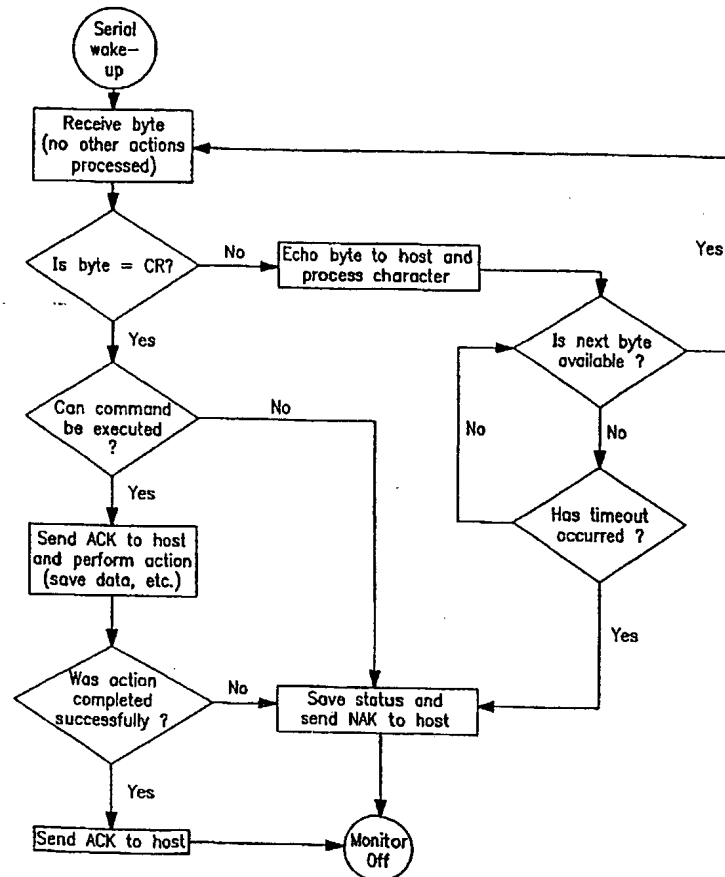 Serial
wake-
up
Receive byte
(no other actions
processed)
Is byte = CR?
No
Echo byte to host and
process character
Yes
Yes
Is next byte
available ?
Can command
be executed
?
No
No
No
Yes
Has timeout
occurred ?
Send ACK to host
and perform action
(save data, etc.)
Yes
Was action
completed
successfully ?
No
Save status and
send NAK to host
Yes
Send ACK to host
Monitor
Off